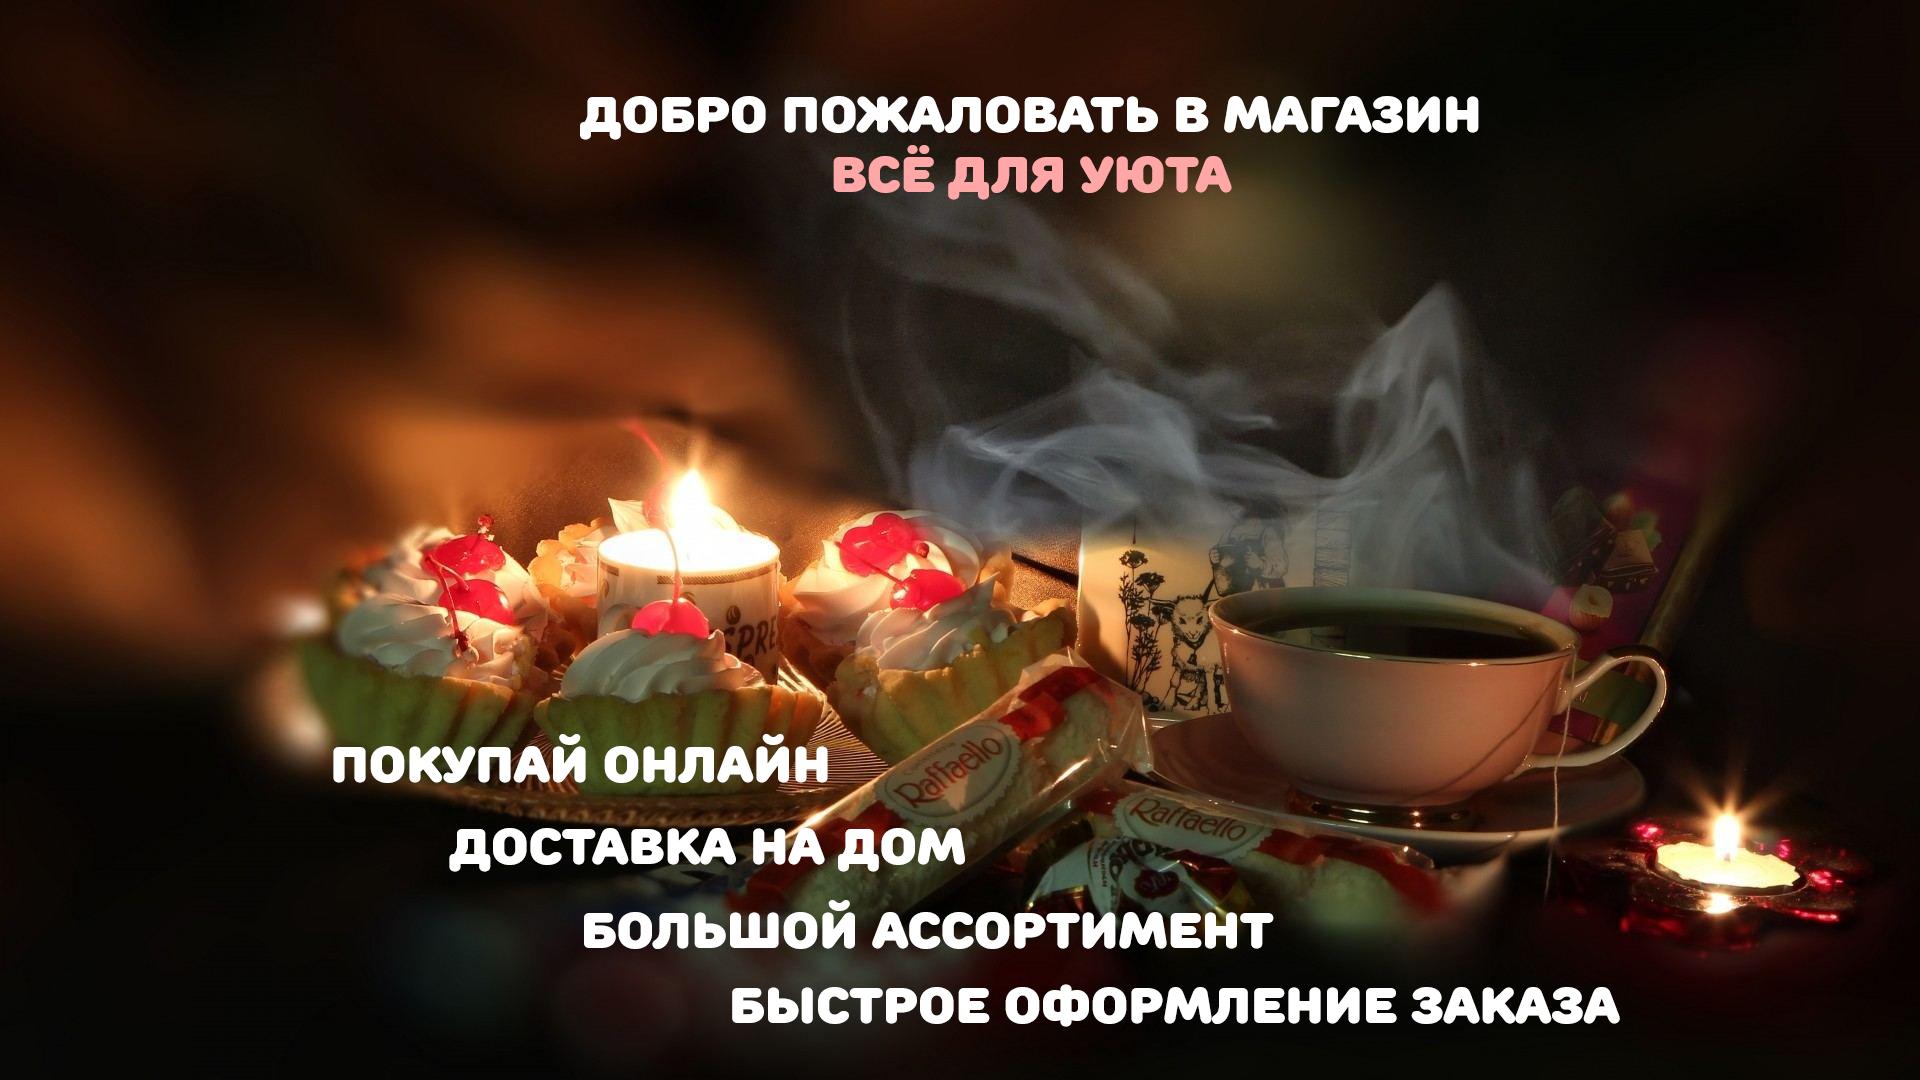 ДОБРО ПОЖАЛОВАТЬ В МАГАЗИН
ВСЁ ДЛЯ УЮТА
ПОКУПАЙ ОНЛАЙН
Raffaello
Raffaello
ДОСТАВКА НА ДОМ
БОЛЬШОЙ АССОРТИМЕНТ
БЫСТРОЕ ОФОРМЛЕНИЕ ЗАКАЗА